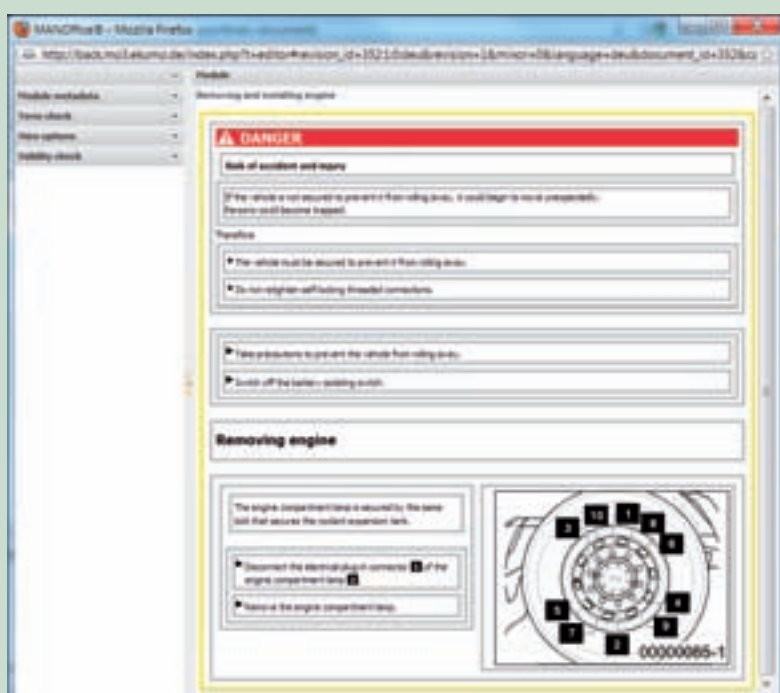 MANOffice® - Mozilla Firefox
Module
Module metadata
Removing and installing engine
Term check
View options
Validity check
DANGER
Risk of accident and injury
If the vehicle is not secured to prevent it from rolling away, it could begin to move unexpectedly.
Persons could become trapped.
Therefore
The vehicle must be secured to prevent it from rolling away.
Do not retighten self-locking threaded connections.
Take precautions to prevent the vehicle from rolling away.
Switch off the battery isolating switch.
Removing engine
The engine compartment lamp is secured by the same
bolt that secures the coolant expansion tank.
Disconnect the electrical plug-in connector 1 of the
engine compartment lamp 2.
Remove the engine compartment lamp.
3 10 1 8 6
5 4
7 9
2
00000085-1